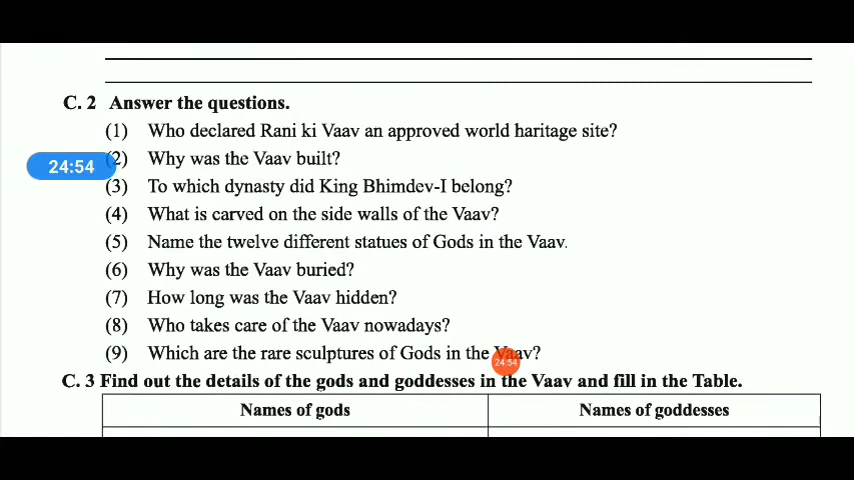 C. 2 Answer the questions.
(1) Who declared Rani ki Vaav an approved world haritage site?
24:54
(2) Why was the Vaav built?
(3) To which dynasty did King Bhimdev-I belong?
(4) What is carved on the side walls of the Vaav?
(5) Name the twelve different statues of Gods in the Vaav.
(6) Why was the Vaav buried?
(7) How long was the Vaav hidden?
(8) Who takes care of the Vaav nowadays?
(9) Which are the rare sculptures of Gods in the Vaav?
24:54
C. 3 Find out the details of the gods and goddesses in the Vaav and fill in the Table.
Names of gods Names of goddesses